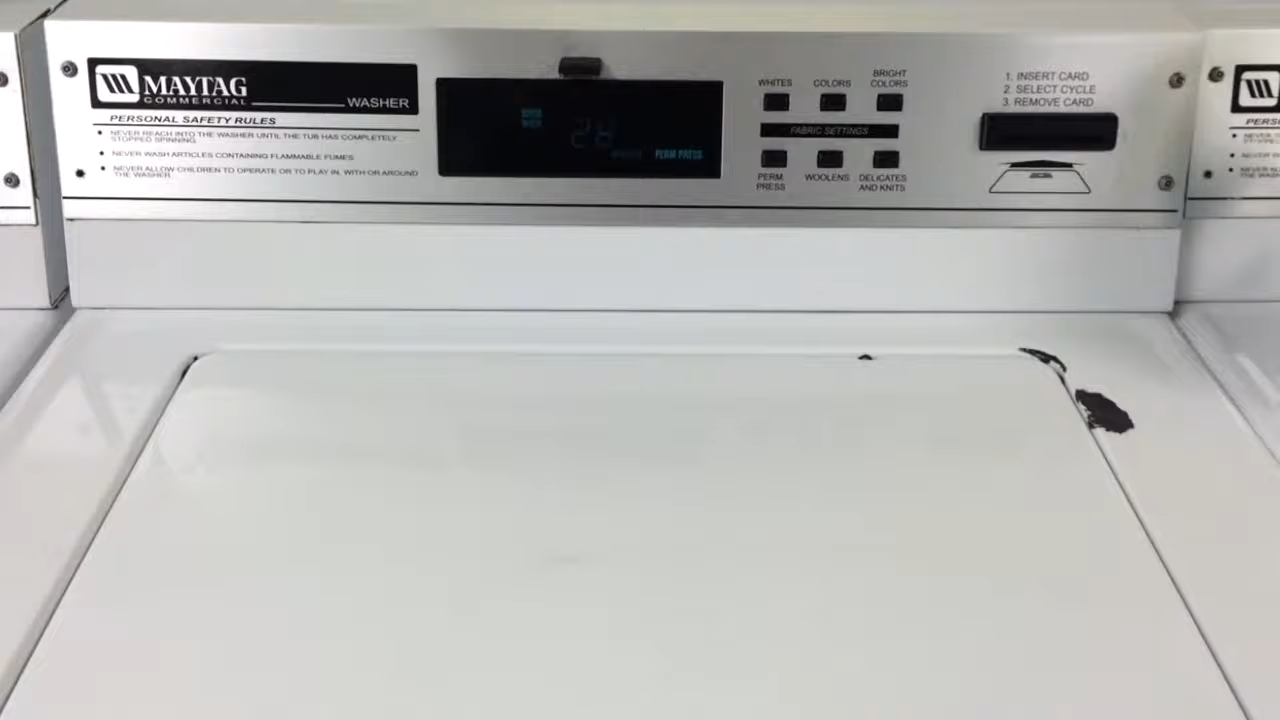 MAYTAG
COMMERCIAL
WASHER
PERSONAL SAFETY RULES
• NEVER REACH INTO THE WASHER UNTIL THE TUB HAS COMPLETELY
STOPPED SPINNING.
• NEVER WASH ARTICLES CONTAINING FLAMMABLE FUMES
• NEVER ALLOW CHILDREN TO OPERATE OR TO PLAY IN, WITH OR AROUND
THE WASHER.
28
PERM PRESS
WHITES
COLORS
BRIGHT
COLORS
FABRIC SETTINGS
PERM.
PRESS
WOOLENS
DELICATES
AND KNITS
1. INSERT CARD
2. SELECT CYCLE
3. REMOVE CARD